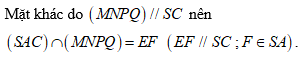 Mặt khác do (MNPQ) // SC nên
(SAC)∩(MNPQ)=EF (EF // SC ; F∈SA).